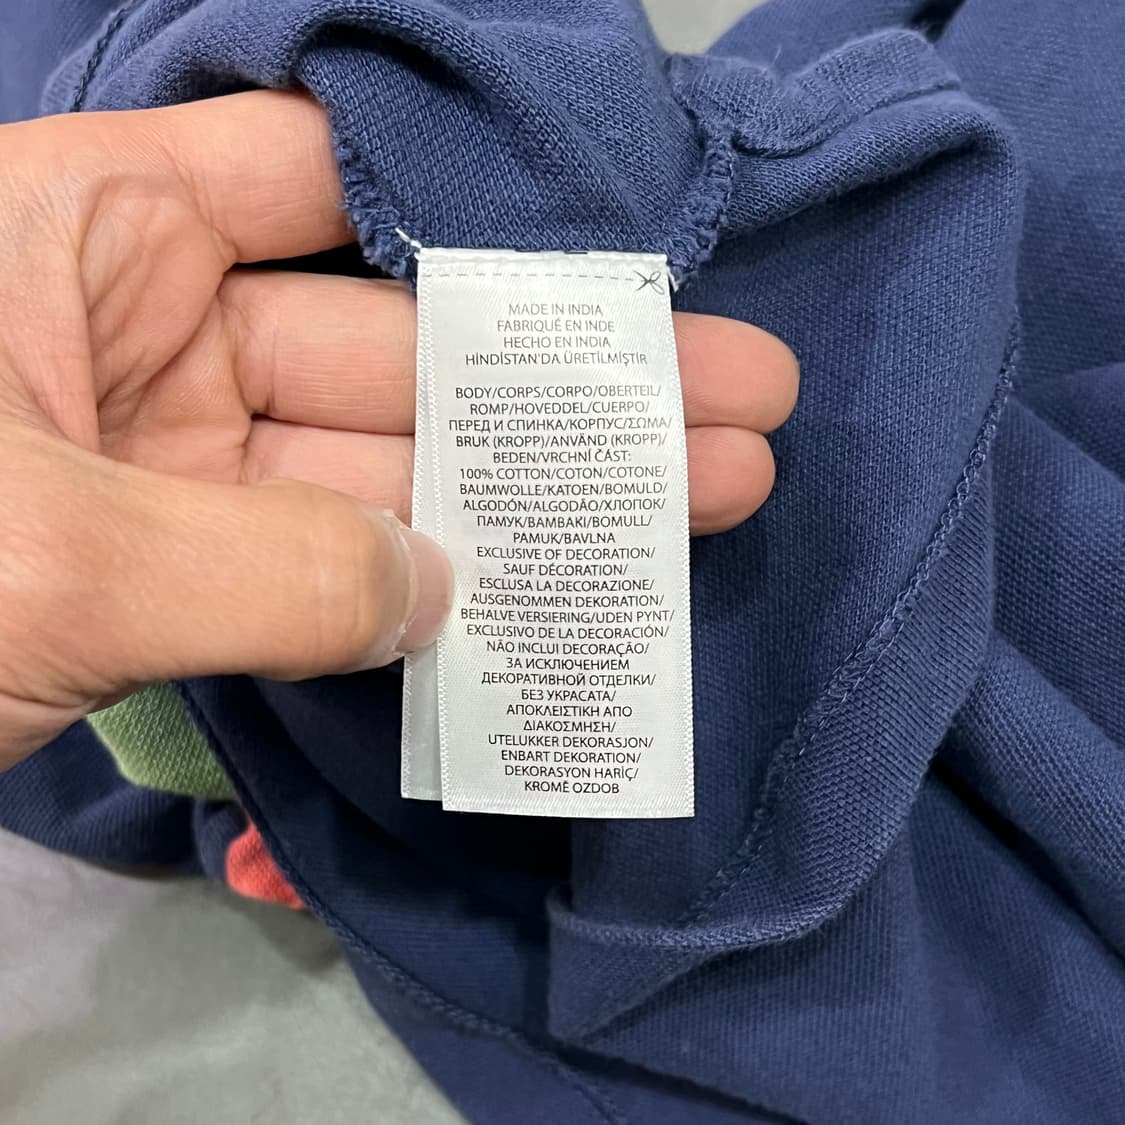 MADE IN INDIA
FABRIQUÉ EN INDE
HECHO EN INDIA
HİNDİSTAN'DA ÜRETİLMİŞTİR
BODY/CORPS/CORPO/OBERTEIL/
ROMP/HOVEDDEL/CUERPO/
ПЕРЕД И СПИНКА/КОРПУС/ΣΩΜΑ/
BRUK (KROPP)/ANVÄND (KROPP)/
BEDEN/VRCHNÍ ČÁST:
100% COTTON/COTON/COTONE/
BAUMWOLLE/KATOEN/BOMULD/
ALGODÓN/ALGODÃO/ХЛОПОК/
ПАМУК/ΒΑΜΒΑΚΙ/BOMULL/
PAMUK/BAVLNA
EXCLUSIVE OF DECORATION/
SAUF DÉCORATION/
ESCLUSA LA DECORAZIONE/
AUSGENOMMEN DEKORATION/
BEHALVE VERSIERING/UDEN PYNT/
EXCLUSIVO DE LA DECORACIÓN/
NÃO INCLUI DECORAÇÃO/
ЗА ИСКЛЮЧЕНИЕМ
ДЕКОРАТИВНОЙ ОТДЕЛКИ/
БЕЗ УКРАСАТА/
ΑΠΟΚΛΕΙΣΤΙΚΗ ΑΠΟ
ΔΙΑΚΟΣΜΗΣΗ/
UTELUKKER DEKORASJON/
ENBART DEKORATION/
DEKORASYON HARİÇ/
KROMĚ OZDOB